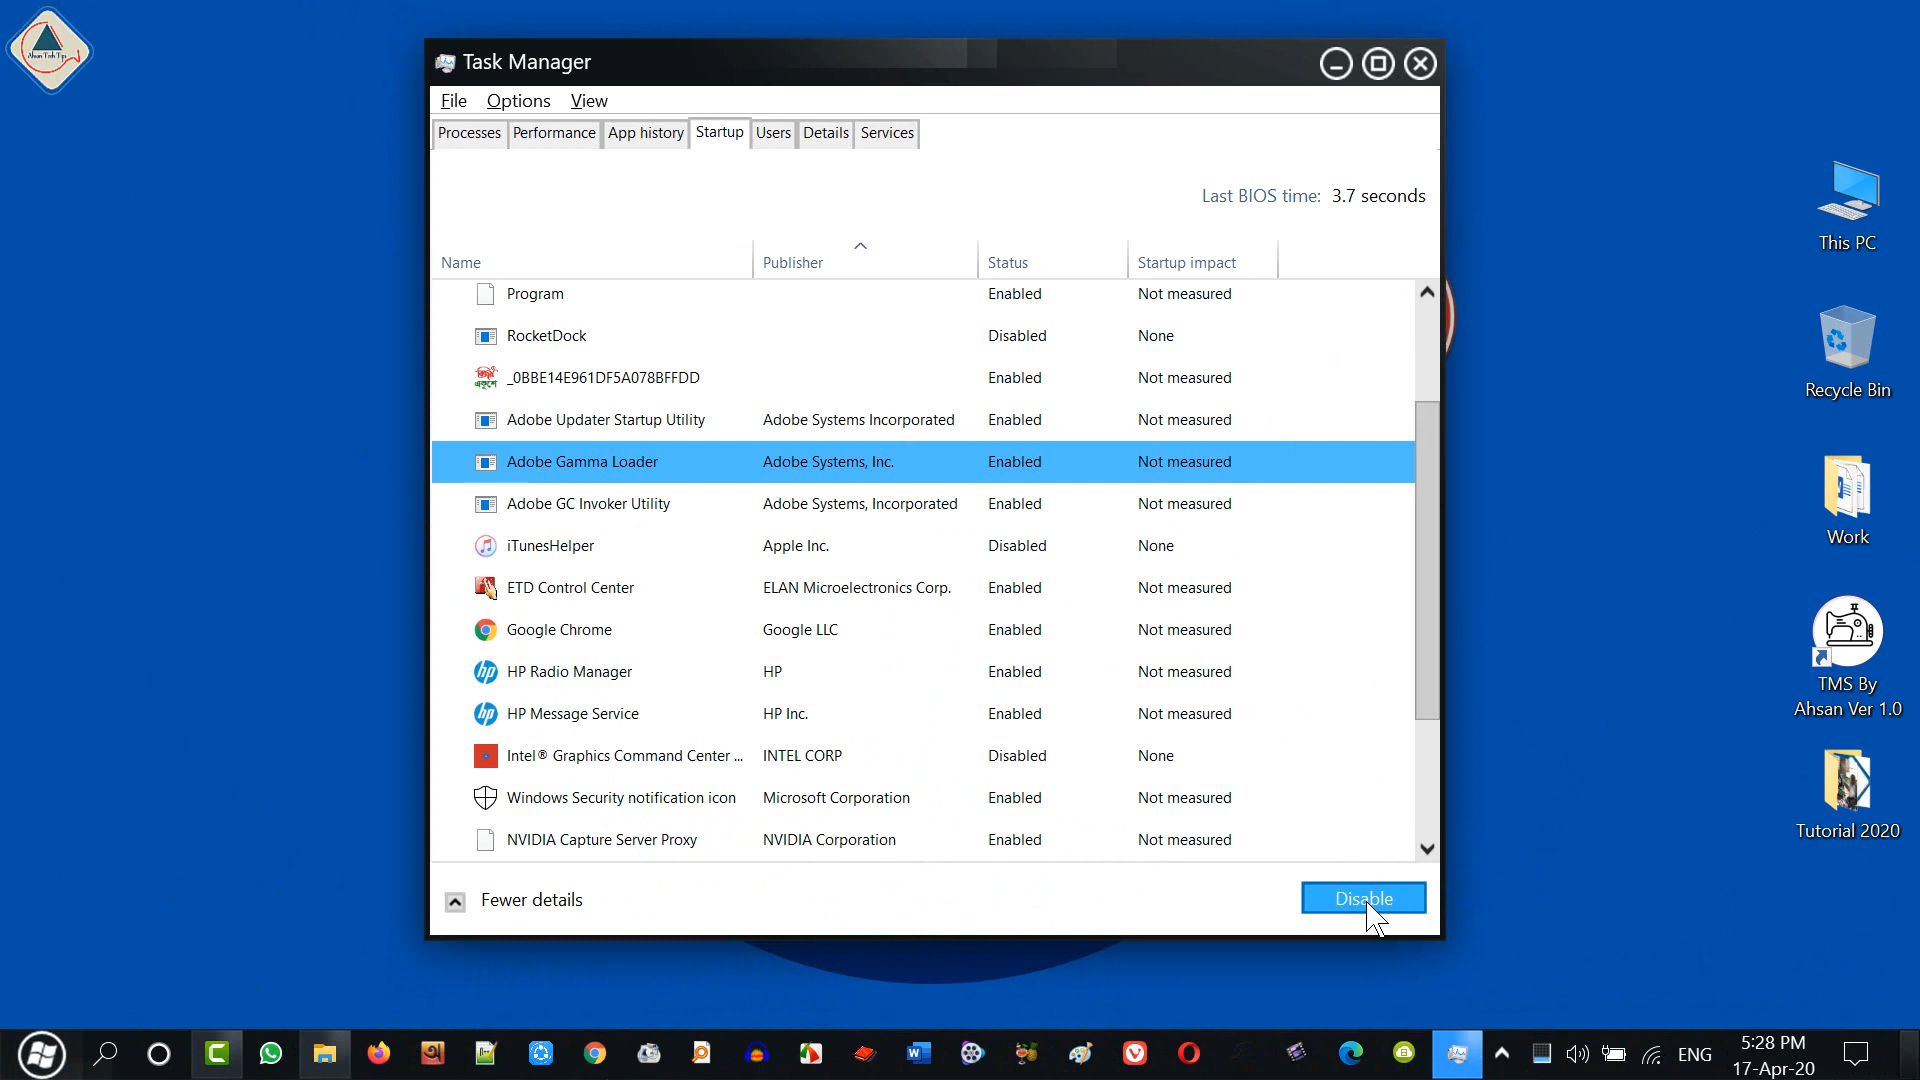 Ahsan Tech Tips
Task Manager
File Options View
Processes Performance App history Startup Users Details Services
Last BIOS time: 3.7 seconds
Name Publisher Status Startup impact
Program Enabled Not measured
RocketDock Disabled None
_0BBE14E961DF5A078BFFDD Enabled Not measured
Adobe Updater Startup Utility Adobe Systems Incorporated Enabled Not measured
Adobe Gamma Loader Adobe Systems, Inc. Enabled Not measured
Adobe GC Invoker Utility Adobe Systems, Incorporated Enabled Not measured
iTunesHelper Apple Inc. Disabled None
ETD Control Center ELAN Microelectronics Corp. Enabled Not measured
Google Chrome Google LLC Enabled Not measured
HP Radio Manager HP Enabled Not measured
HP Message Service HP Inc. Enabled Not measured
Intel® Graphics Command Center ... INTEL CORP Disabled None
Windows Security notification icon Microsoft Corporation Enabled Not measured
NVIDIA Capture Server Proxy NVIDIA Corporation Enabled Not measured
Fewer details
Disable
This PC
Recycle Bin
Work
TMS By
Ahsan Ver 1.0
Tutorial 2020
ENG
5:28 PM
17-Apr-20